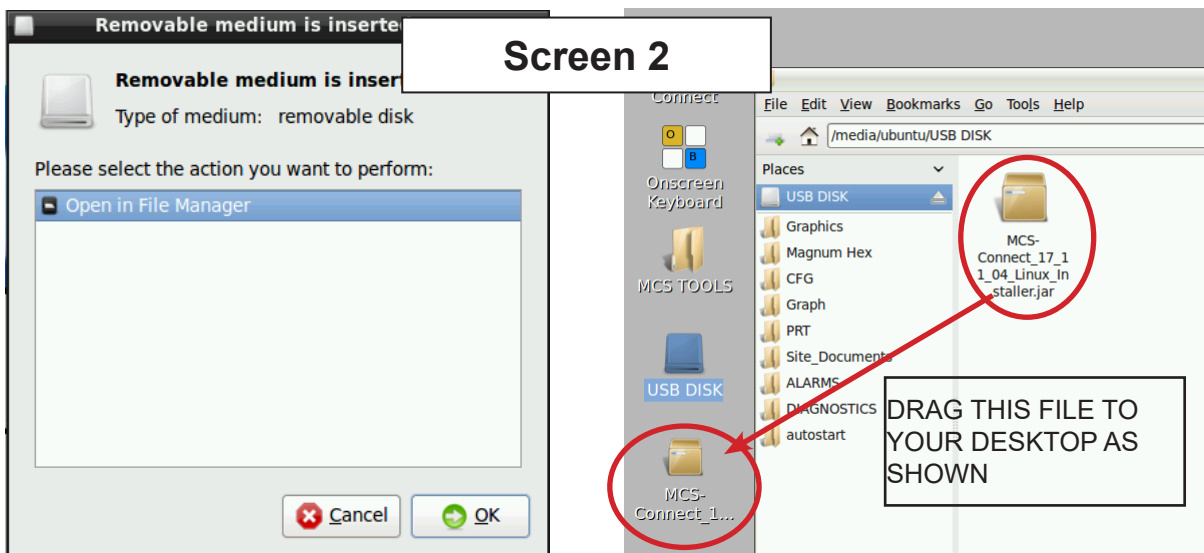 Removable medium is inserte
Screen 2
Removable medium is inser
Type of medium: removable disk
Please select the action you want to perform:
Open in File Manager
Cancel
OK
Connect
O
B
Onscreen
Keyboard
MCS TOOLS
USB DISK
MCS-
Connect_1...
File Edit View Bookmarks Go Tools Help
/media/ubuntu/USB DISK
Places
USB DISK
Graphics
Magnum Hex
CFG
Graph
PRT
Site_Documents
ALARMS
DIAGNOSTICS
autostart
MCS-
Connect_17_1
1_04_Linux_In
staller.jar
DRAG THIS FILE TO
YOUR DESKTOP AS
SHOWN